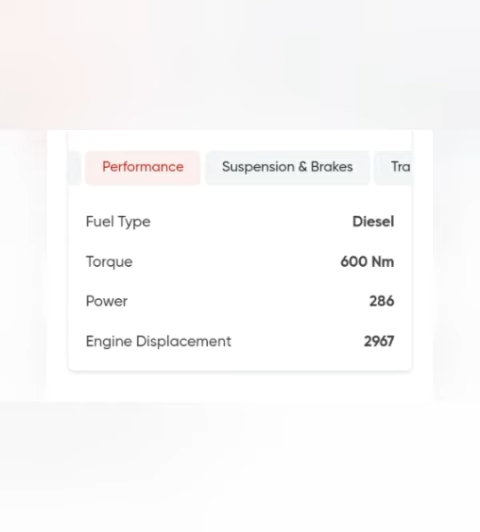 Performance Suspension & Brakes Tra
Fuel Type Diesel
Torque 600 Nm
Power 286
Engine Displacement 2967